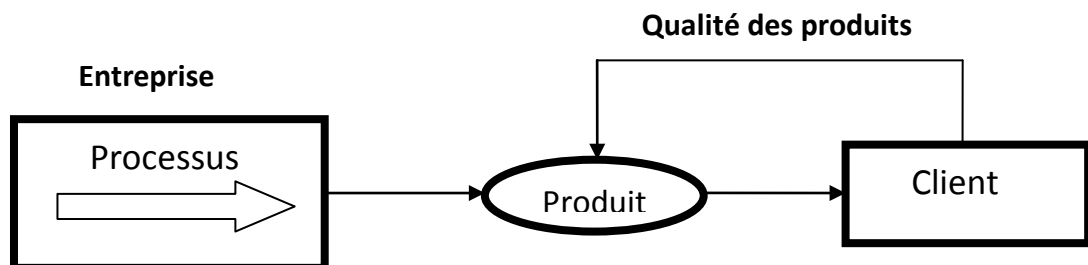 Qualité des produits
Entreprise
Processus
Produit
Client